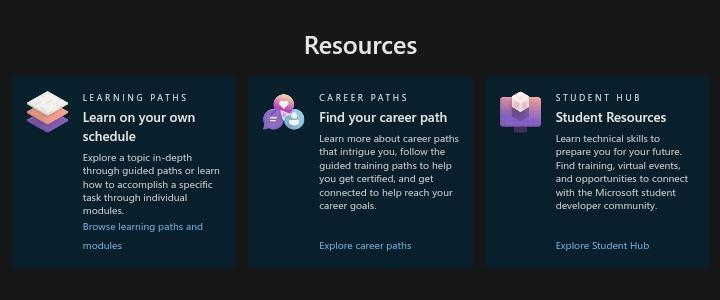 Resources
LEARNING PATHS
Learn on your own
schedule
Explore a topic in-depth
through guided paths or learn
how to accomplish a specific
task through individual
modules.
Browse learning paths and
modules
CAREER PATHS
Find your career path
Learn more about career paths
that intrigue you, follow the
guided training paths to help
you get certified, and get
connected to help reach your
career goals.
Explore career paths
STUDENT HUB
Student Resources
Learn technical skills to
prepare you for your future.
Find training, virtual events,
and opportunities to connect
with the Microsoft student
developer community.
Explore Student Hub